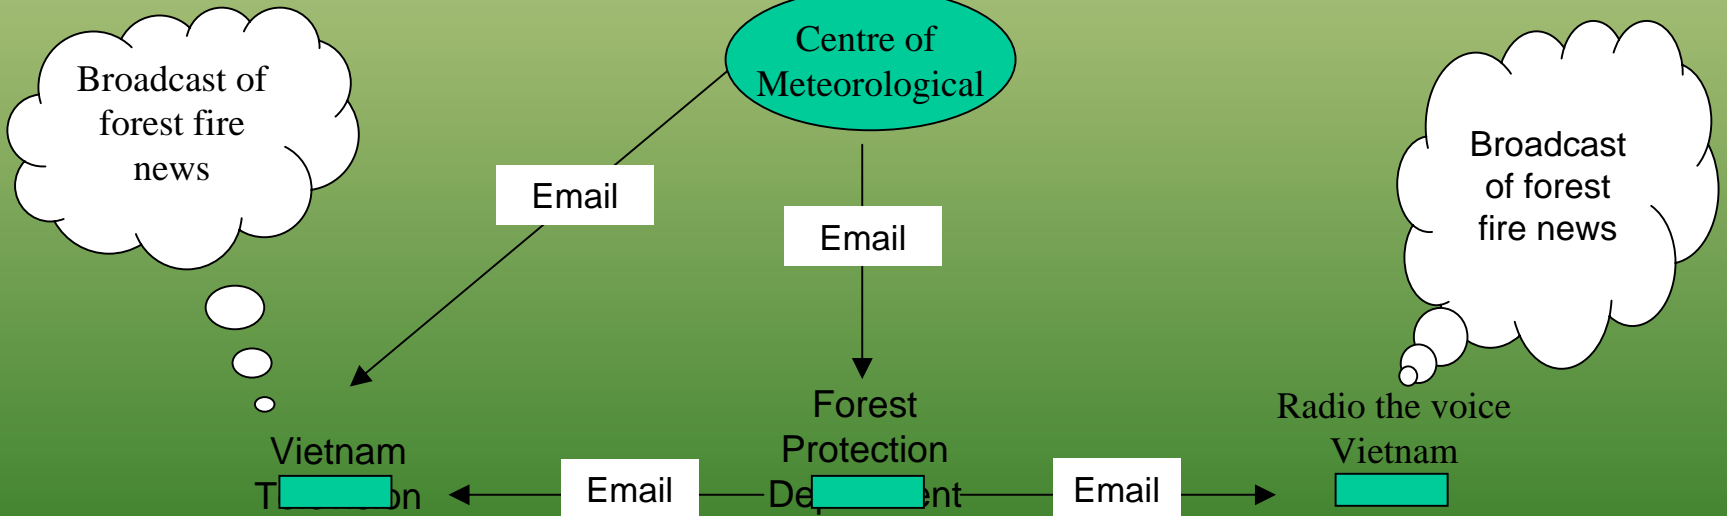 Centre of
Meteorological
Broadcast of
forest fire
news
Broadcast
of forest
fire news
Email
Email
Forest
Protection
Vietnam
Radio the voice
Vietnam
Email
Email